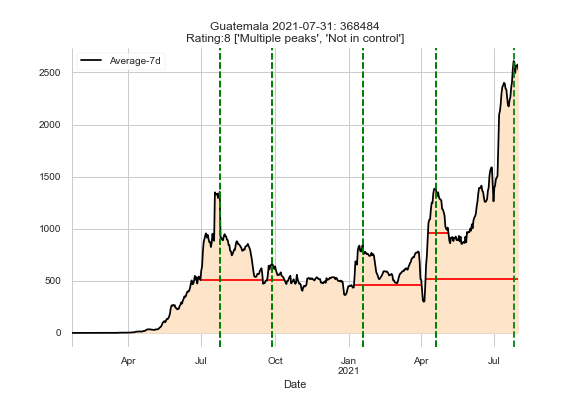 Guatemala 2021-07-31: 368484
Rating:8 ['Multiple peaks', 'Not in control']
Average-7d
2500
2000
1500
1000
500
0
Apr Jul Oct Jan Apr Jul
2021
Date